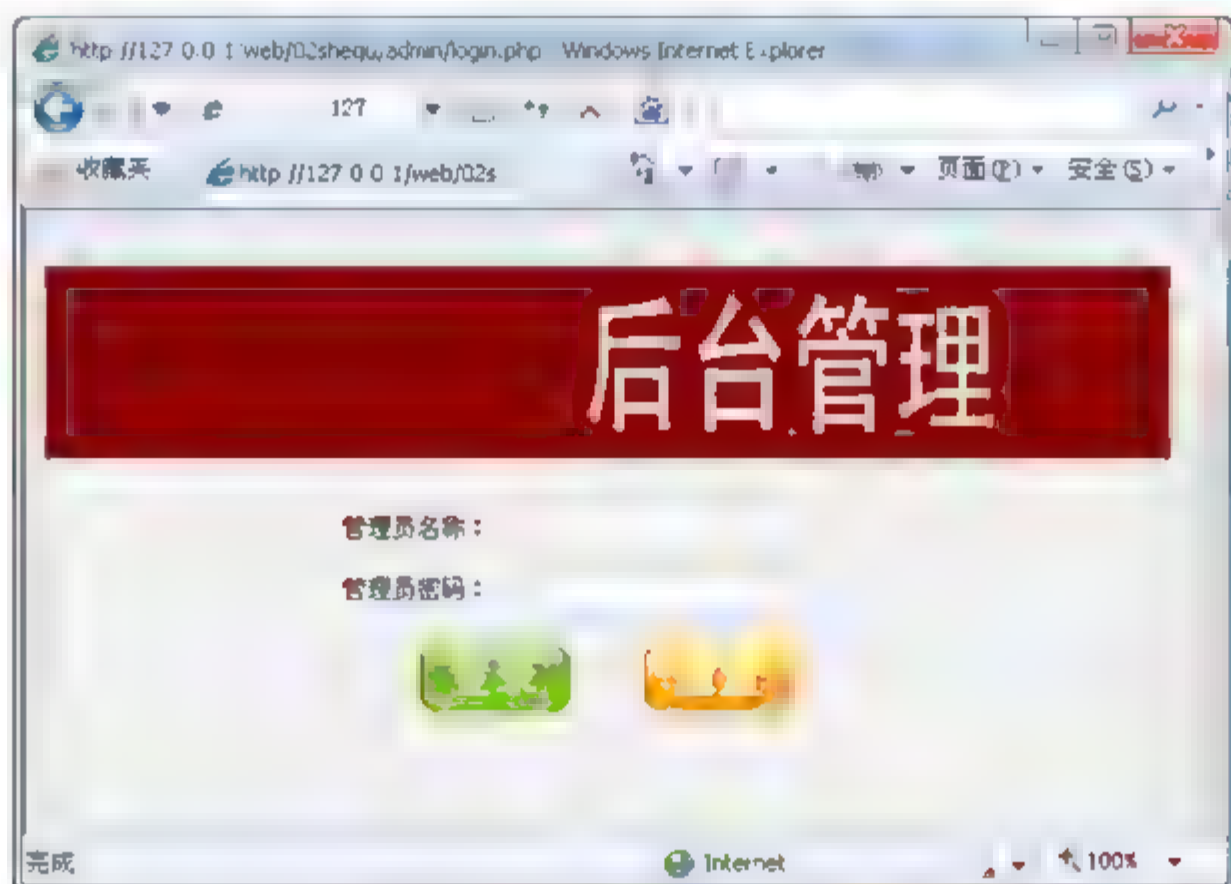 http://127.0.0.1/web/02shequ/admin/login.php - Windows Internet Explorer
127
收藏夹 http://127.0.0.1/web/02s 页面(P) 安全(S)
后台管理
管理员名称：
管理员密码：
完成 Internet 100%